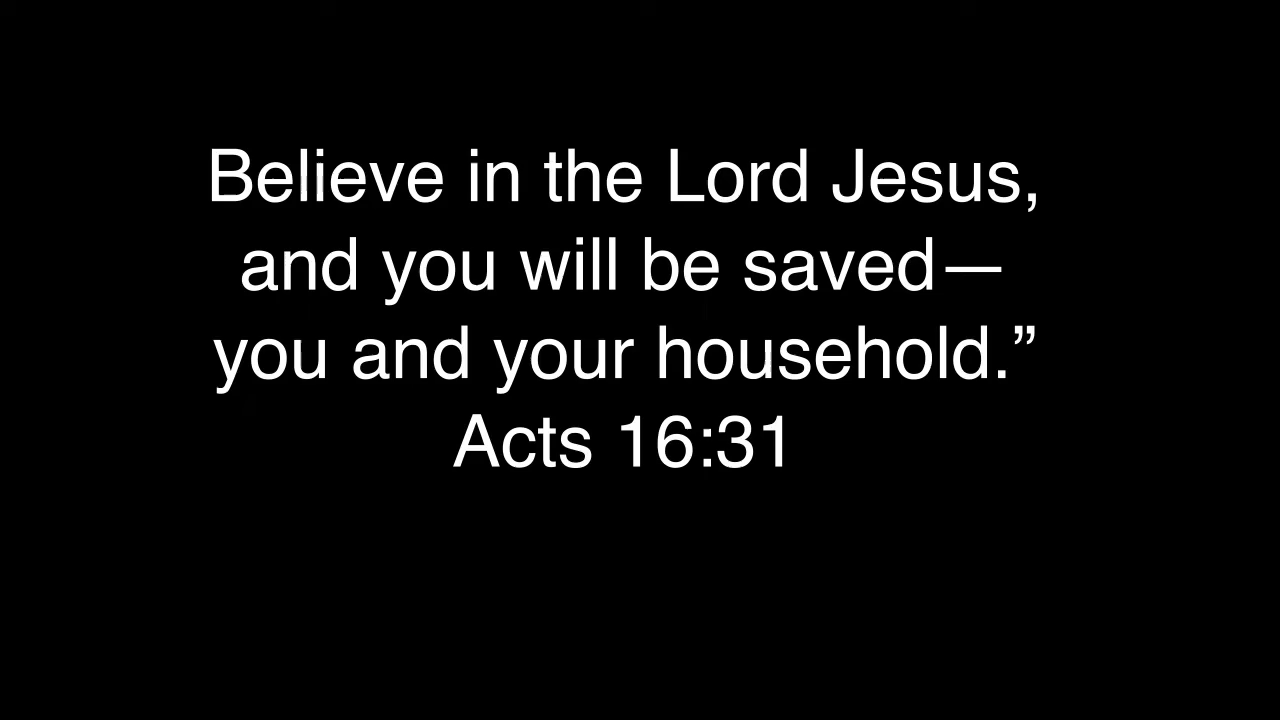 Believe in the Lord Jesus,
and you will be saved—
you and your household.”
Acts 16:31